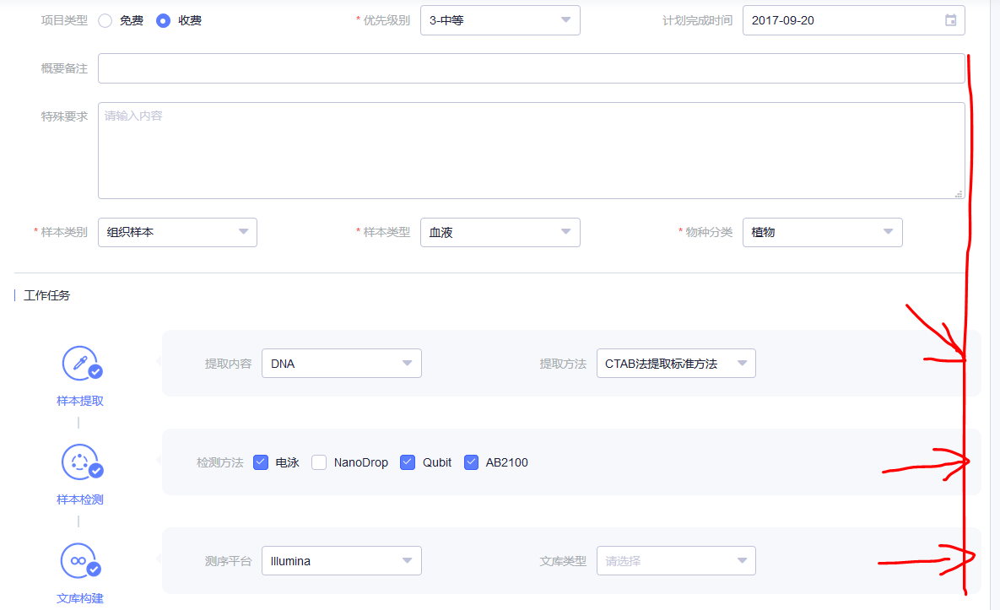 项目类型 免费 收费 * 优先级别 3-中等 计划完成时间 2017-09-20
概要备注
特殊要求 请输入内容
* 样本类别 组织样本 * 样本类型 血液 * 物种分类 植物
工作任务
提取内容 DNA 提取方法 CTAB法提取标准方法
样本提取
检测方法 电泳 NanoDrop Qubit AB2100
样本检测
测序平台 Illumina 文库类型 请选择
文库构建